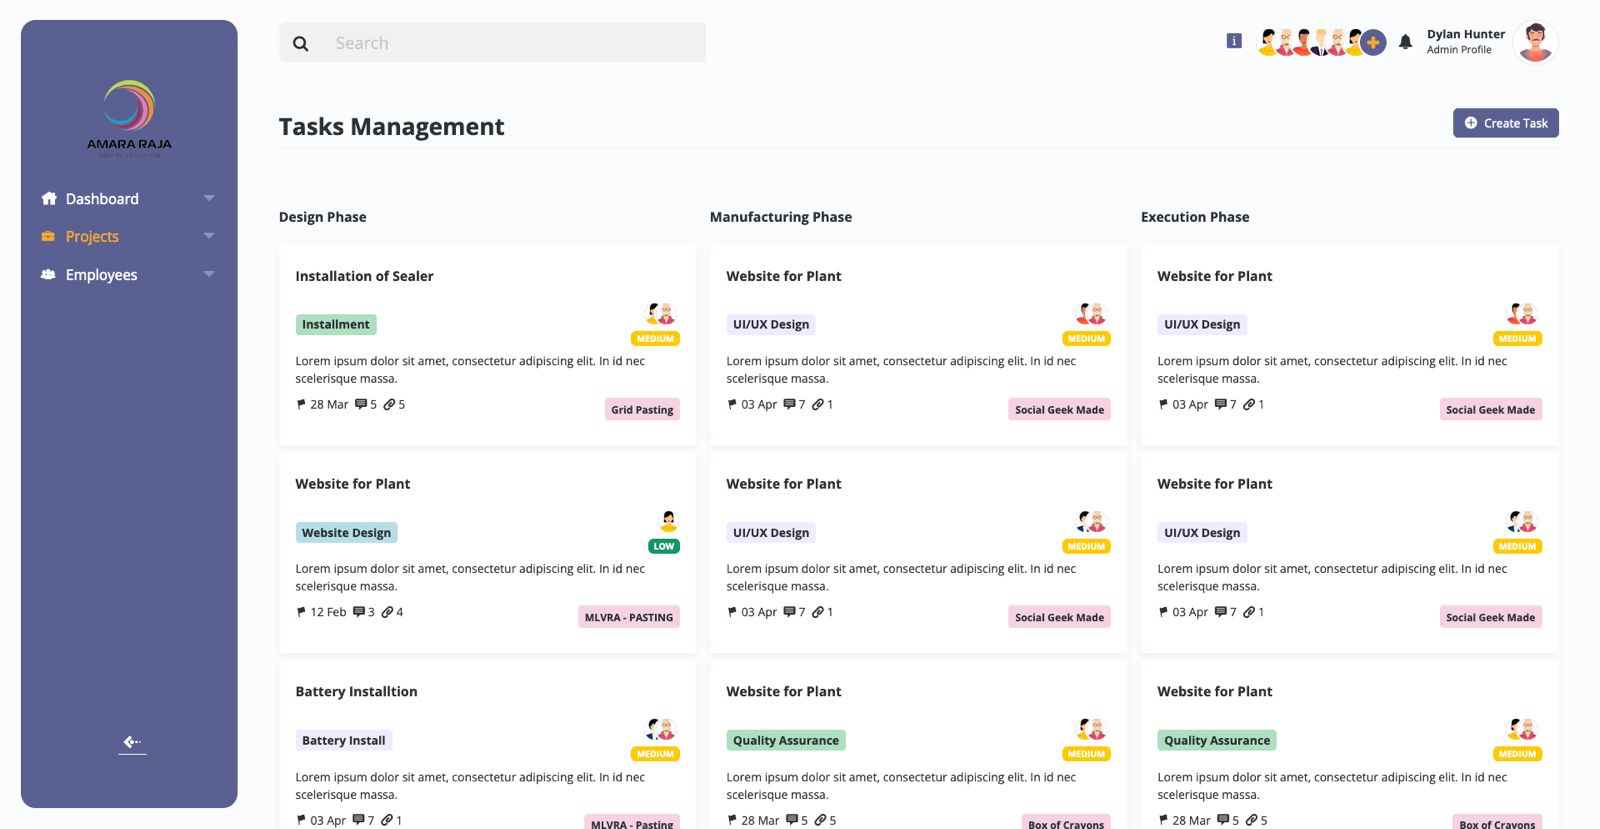 AMARA RAJA
Dashboard
Projects
Employees
Search
Dylan Hunter
Admin Profile
Tasks Management
Create Task
Design Phase
Installation of Sealer
Installment
MEDIUM
Lorem ipsum dolor sit amet, consectetur adipiscing elit. In id nec
scelerisque massa.
28 Mar 5 5
Grid Pasting
Website for Plant
Website Design
LOW
Lorem ipsum dolor sit amet, consectetur adipiscing elit. In id nec
scelerisque massa.
12 Feb 3 4
MLVRA - PASTING
Battery Installtion
Battery Install
MEDIUM
Lorem ipsum dolor sit amet, consectetur adipiscing elit. In id nec
scelerisque massa.
03 Apr 7 1
MLVRA - Pasting
Manufacturing Phase
Website for Plant
UI/UX Design
MEDIUM
Lorem ipsum dolor sit amet, consectetur adipiscing elit. In id nec
scelerisque massa.
03 Apr 7 1
Social Geek Made
Website for Plant
UI/UX Design
MEDIUM
Lorem ipsum dolor sit amet, consectetur adipiscing elit. In id nec
scelerisque massa.
03 Apr 7 1
Social Geek Made
Website for Plant
Quality Assurance
MEDIUM
Lorem ipsum dolor sit amet, consectetur adipiscing elit. In id nec
scelerisque massa.
28 Mar 5 5
Box of Crayons
Execution Phase
Website for Plant
UI/UX Design
MEDIUM
Lorem ipsum dolor sit amet, consectetur adipiscing elit. In id nec
scelerisque massa.
03 Apr 7 1
Social Geek Made
Website for Plant
UI/UX Design
MEDIUM
Lorem ipsum dolor sit amet, consectetur adipiscing elit. In id nec
scelerisque massa.
03 Apr 7 1
Social Geek Made
Website for Plant
Quality Assurance
MEDIUM
Lorem ipsum dolor sit amet, consectetur adipiscing elit. In id nec
scelerisque massa.
28 Mar 5 5
Box of Crayons